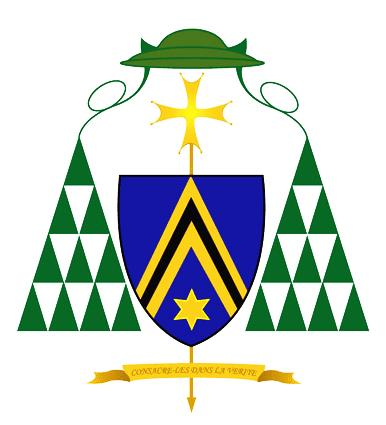 CONSACRE-LES DANS LA VERITE